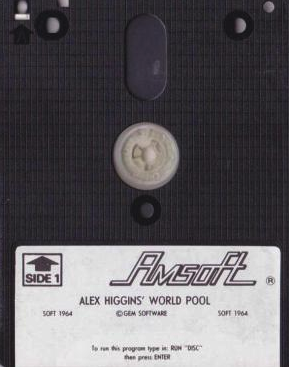 SIDE 1
Amsoft ®
ALEX HIGGINS' WORLD POOL
SOFT 1964 ©GEM SOFTWARE SOFT 1964
To run this program type in: RUN "DISC"
then press ENTER